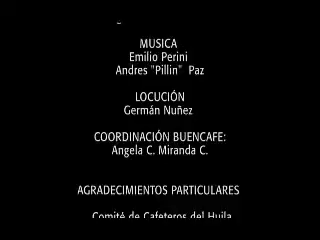 MUSICA
Emilio Perini
Andres "Pillin" Paz
LOCUCIÓN
Germán Nuñez
COORDINACIÓN BUENCAFE:
Angela C. Miranda C.
AGRADECIMIENTOS PARTICULARES
Comité de Cafeteros del Huila